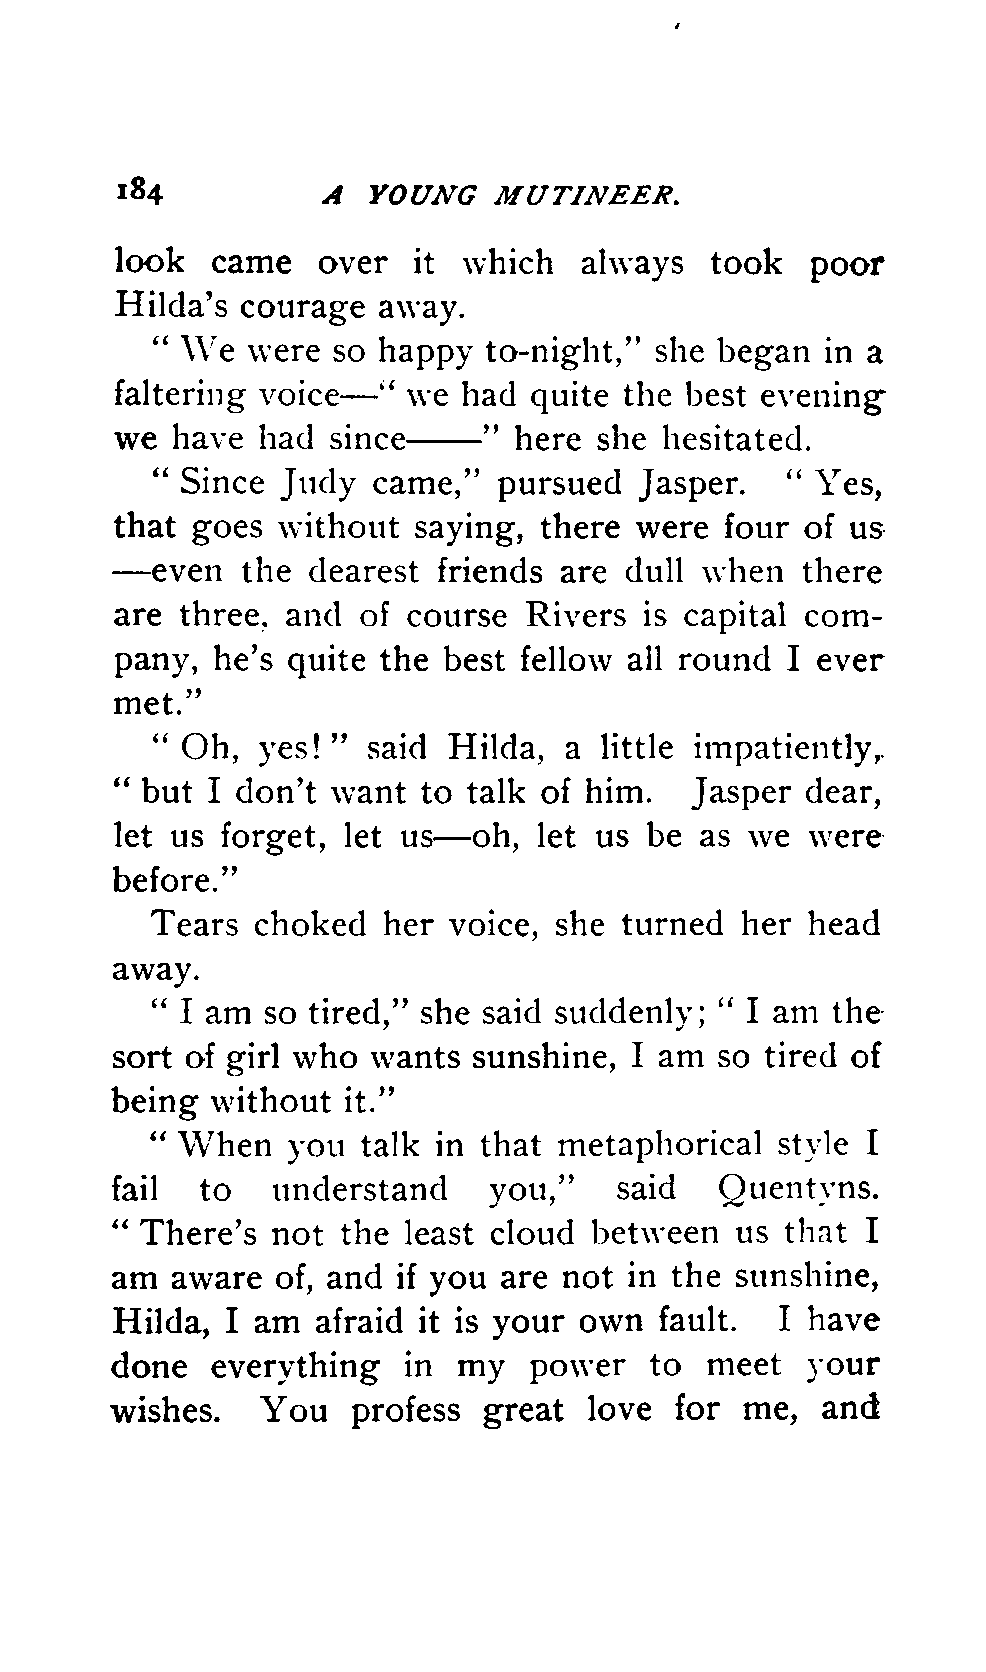 184 A YOUNG MUTINEER.
look came over it which always took poor
Hilda's courage away.
" We were so happy to-night," she began in a
faltering voice—" we had quite the best evening
we have had since——" here she hesitated.
" Since Judy came," pursued Jasper. " Yes,
that goes without saying, there were four of us
—even the dearest friends are dull when there
are three, and of course Rivers is capital com-
pany, he's quite the best fellow all round I ever
met."
" Oh, yes! " said Hilda, a little impatiently,
" but I don't want to talk of him. Jasper dear,
let us forget, let us—oh, let us be as we were
before."
Tears choked her voice, she turned her head
away.
" I am so tired," she said suddenly; " I am the
sort of girl who wants sunshine, I am so tired of
being without it."
" When you talk in that metaphorical style I
fail to understand you," said Quentyns.
" There's not the least cloud between us that I
am aware of, and if you are not in the sunshine,
Hilda, I am afraid it is your own fault. I have
done everything in my power to meet your
wishes. You profess great love for me, and